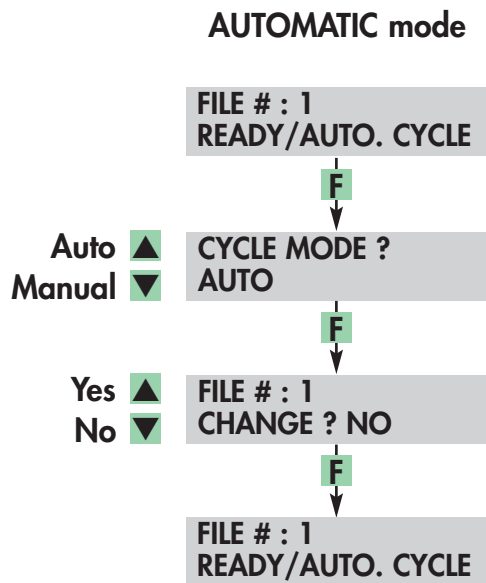 AUTOMATIC mode
FILE # : 1
READY/AUTO. CYCLE
F
Auto ▲
Manual ▼
CYCLE MODE ?
AUTO
F
Yes ▲
No ▼
FILE # : 1
CHANGE ? NO
F
FILE # : 1
READY/AUTO. CYCLE